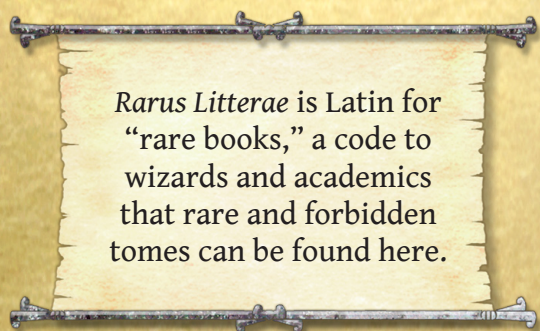 Rarus Litterae is Latin for
“rare books,” a code to
wizards and academics
that rare and forbidden
tomes can be found here.